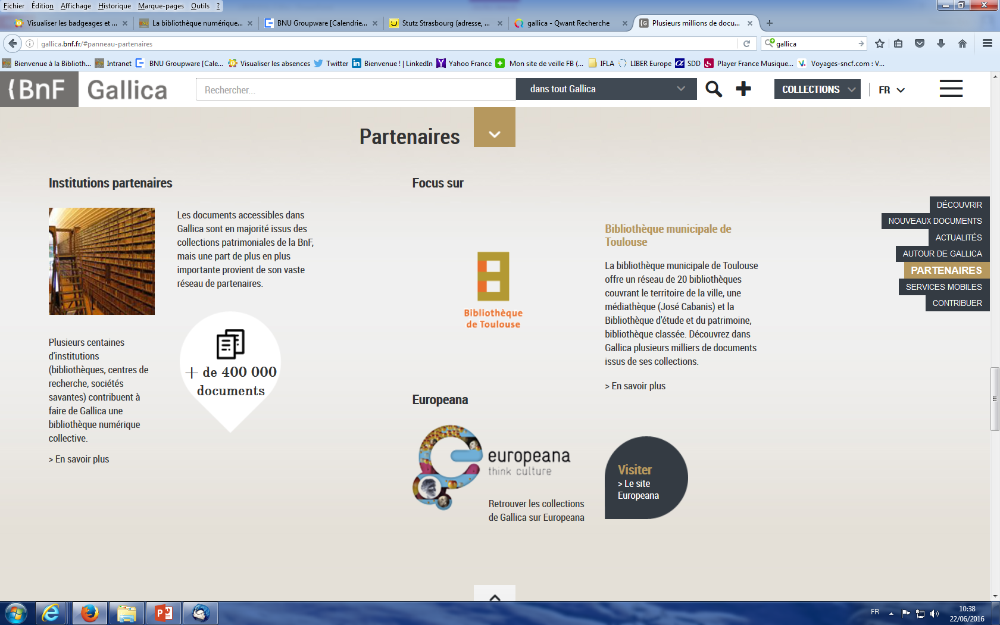 Fichier Édition Affichage Historique Marque-pages Outils ?
Visualiser les badgeages et ... La bibliothèque numérique... BNU Groupware [Calendrie... Stutz Strasbourg (adresse, ... gallica - Qwant Recherche Plusieurs millions de docu...
gallica.bnf.fr/#panneau-partenaires gallica
Bienvenue à la Biblioth... Intranet BNU Groupware [Cale... Visualiser les absences Twitter Bienvenue ! | LinkedIn Yahoo France Mon site de veille FB (... IFLA LIBER Europe SDD Player France Musique... Voyages-sncf.com : V...
BnF Gallica Rechercher... dans tout Gallica COLLECTIONS FR
Partenaires
Institutions partenaires
Les documents accessibles dans
Gallica sont en majorité issus des
collections patrimoniales de la BnF,
mais une part de plus en plus
importante provient de son vaste
réseau de partenaires.
+ de 400 000
documents
Plusieurs centaines
d'institutions
(bibliothèques, centres de
recherche, sociétés
savantes) contribuent à
faire de Gallica une
bibliothèque numérique
collective.
> En savoir plus
Focus sur
Bibliothèque
de Toulouse
Bibliothèque municipale de
Toulouse
La bibliothèque municipale de Toulouse
offre un réseau de 20 bibliothèques
couvrant le territoire de la ville, une
médiathèque (José Cabanis) et la
Bibliothèque d'étude et du patrimoine,
bibliothèque classée. Découvrez dans
Gallica plusieurs milliers de documents
issus de ses collections.
> En savoir plus
Europeana
europeana
think culture
Retrouver les collections
de Gallica sur Europeana
Visiter
> Le site
Europeana
DÉCOUVRIR
NOUVEAUX DOCUMENTS
ACTUALITÉS
AUTOUR DE GALLICA
PARTENAIRES
SERVICES MOBILES
CONTRIBUER
FR
10:38
22/06/2016